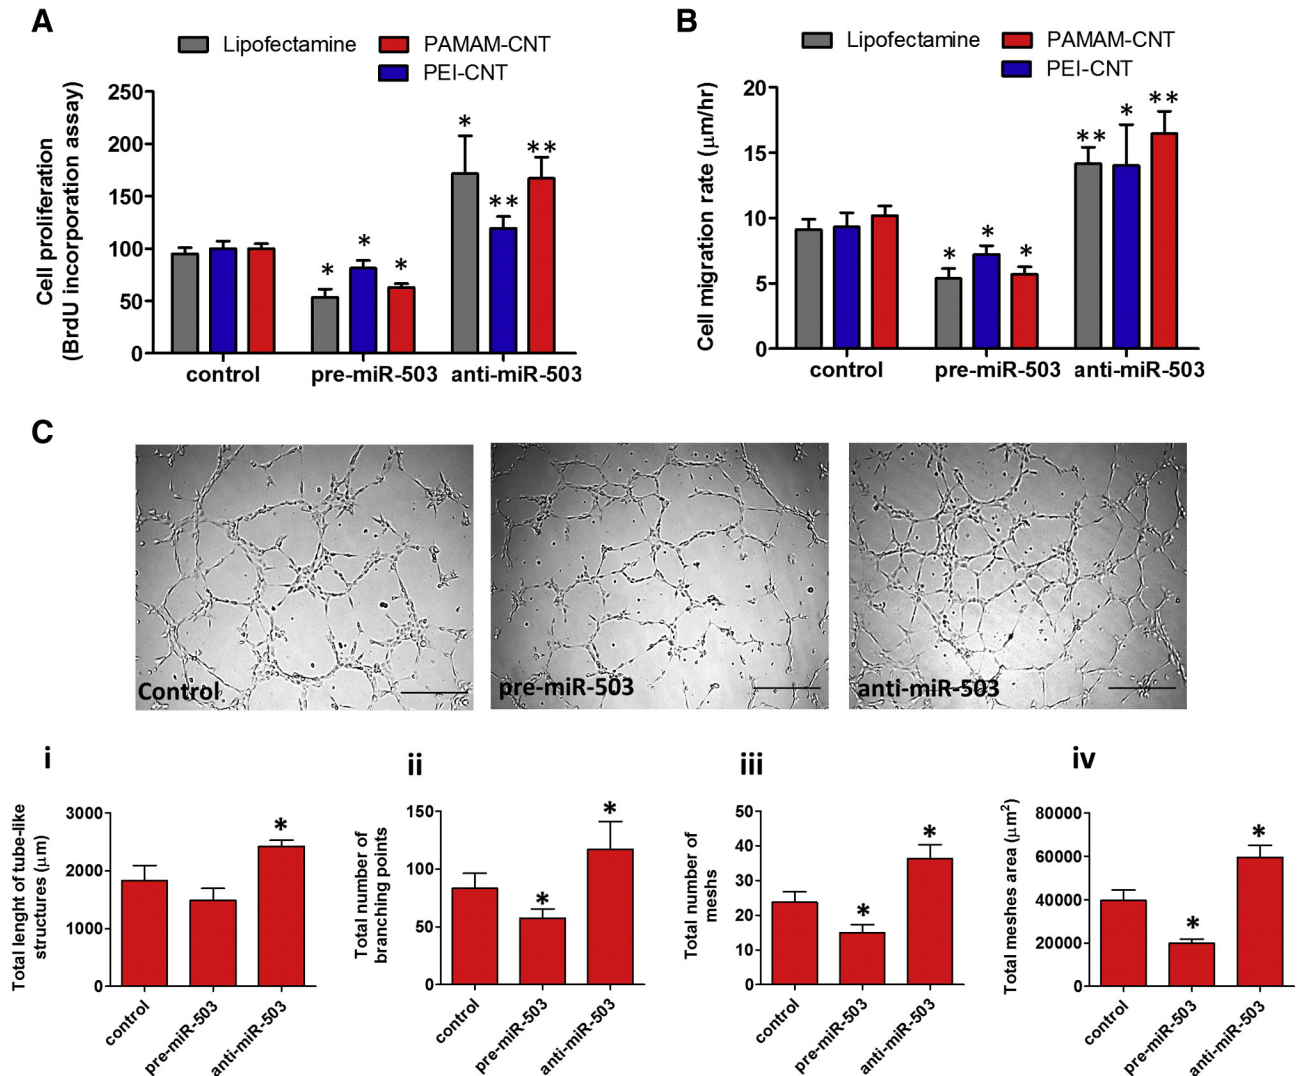 A
Lipofectamine
PAMAM-CNT
PEI-CNT
Cell proliferation
(BrdU incorporation assay)
250
200
150
100
50
0
*
*
*
*
**
**
control
pre-miR-503
anti-miR-503
B
Lipofectamine
PAMAM-CNT
PEI-CNT
Cell migration rate (μm/hr)
20
15
10
5
0
*
*
*
**
*
**
control
pre-miR-503
anti-miR-503
C
Control
pre-miR-503
anti-miR-503
i
Total lenght of tube-like
structures (μm)
3000
2000
1000
0
*
control
pre-miR-503
anti-miR-503
ii
Total number of
branching points
150
100
50
0
*
*
control
pre-miR-503
anti-miR-503
iii
Total number of
meshs
50
40
30
20
10
0
*
*
control
pre-miR-503
anti-miR-503
iv
Total meshes area (μm²)
80000
60000
40000
20000
0
*
*
control
pre-miR-503
anti-miR-503